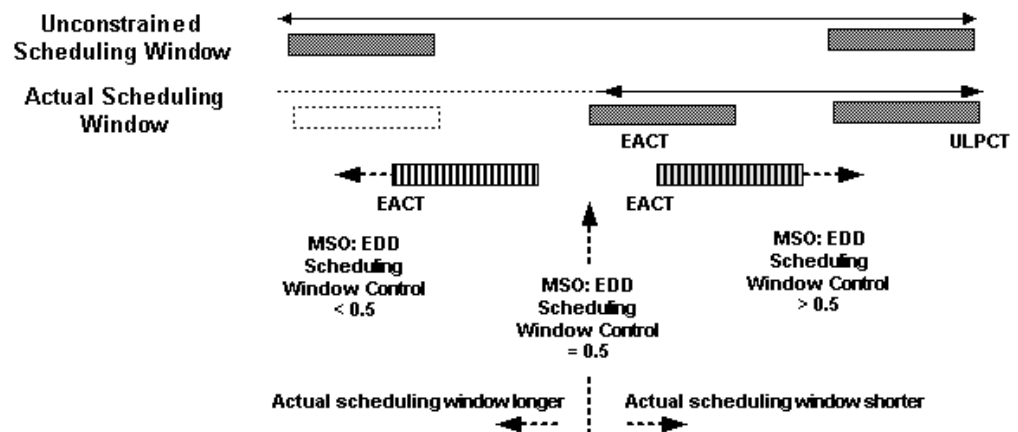 Unconstrained
Scheduling Window
Actual Scheduling
Window
EACT
ULPCT
EACT
EACT
MSO: EDD
Scheduling
Window Control
< 0.5
MSO: EDD
Scheduling
Window Control
= 0.5
MSO: EDD
Scheduling
Window Control
> 0.5
Actual scheduling window longer
Actual scheduling window shorter